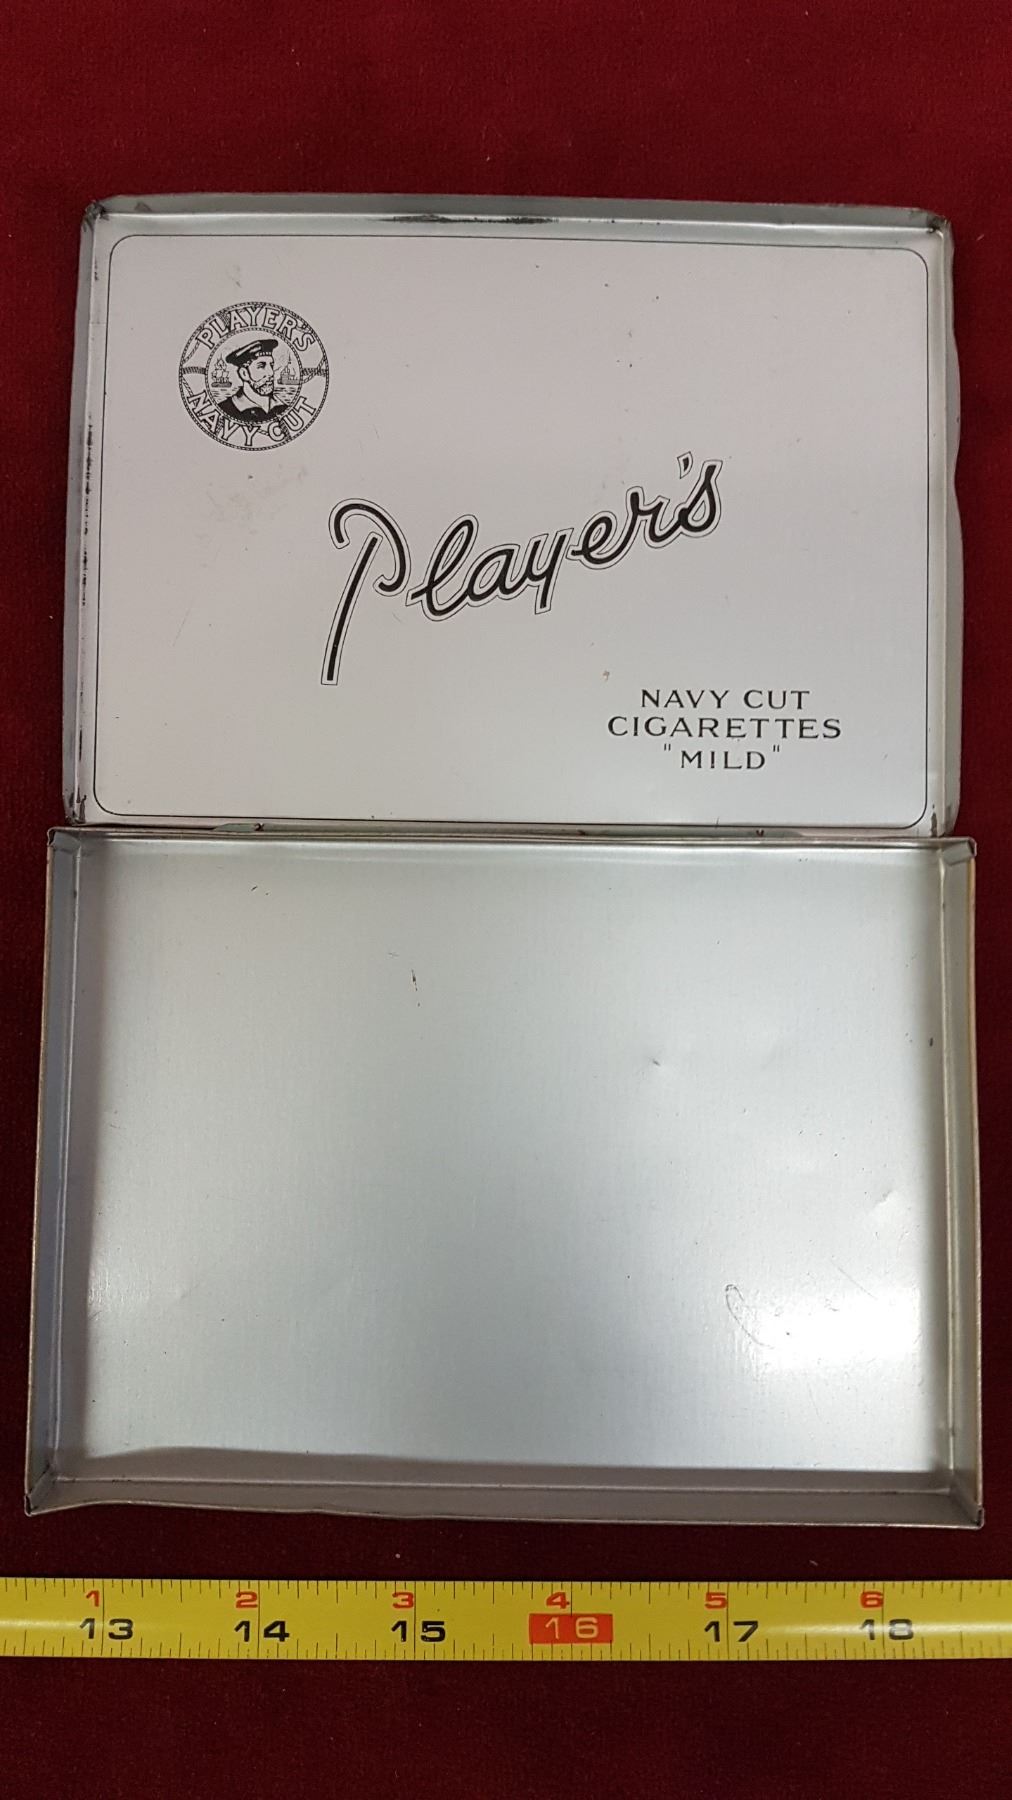 PLAYER'S
NAVY CUT
Player's
NAVY CUT
CIGARETTES
"MILD"
1 2 3 4 5 6
13 14 15 16 17 18